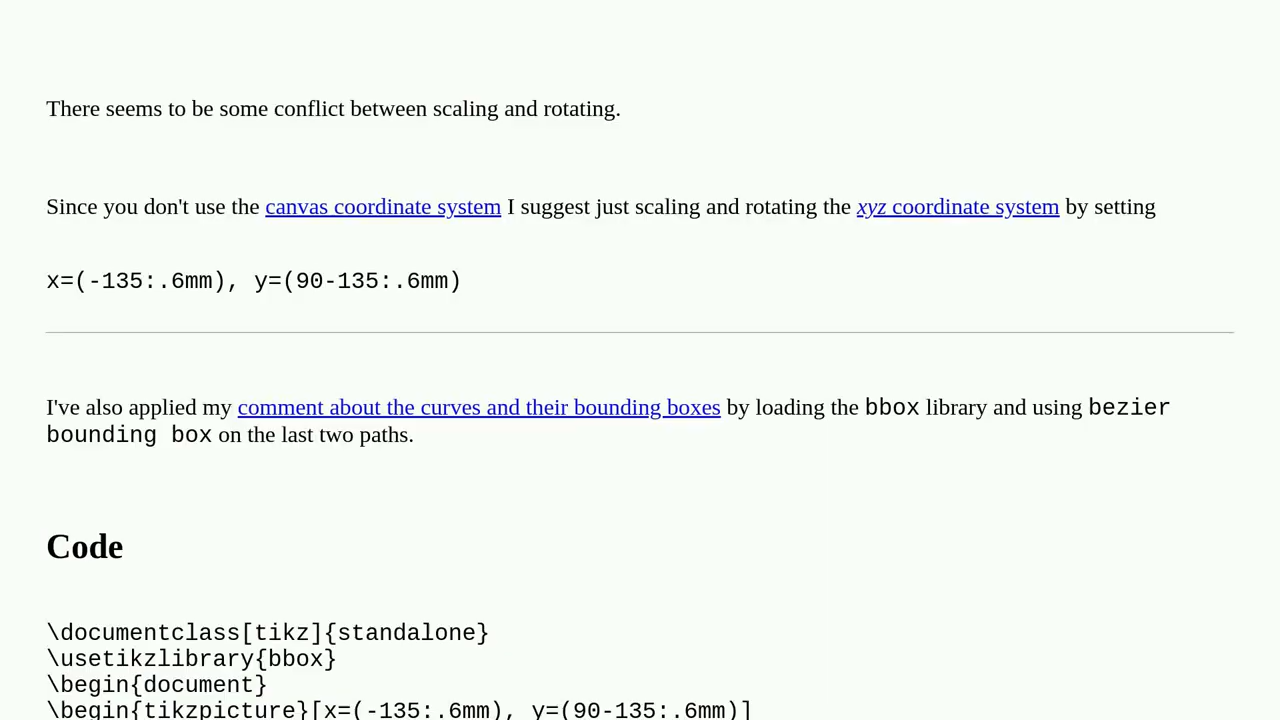 There seems to be some conflict between scaling and rotating.
Since you don't use the canvas coordinate system I suggest just scaling and rotating the xyz coordinate system by setting
x=(-135:.6mm), y=(90-135:.6mm)
I've also applied my comment about the curves and their bounding boxes by loading the bbox library and using bezier
bounding box on the last two paths.
Code
\documentclass[tikz]{standalone}
\usetikzlibrary{bbox}
\begin{document}
\begin{tikzpicture}[x=(-135:.6mm), y=(90-135:.6mm)]